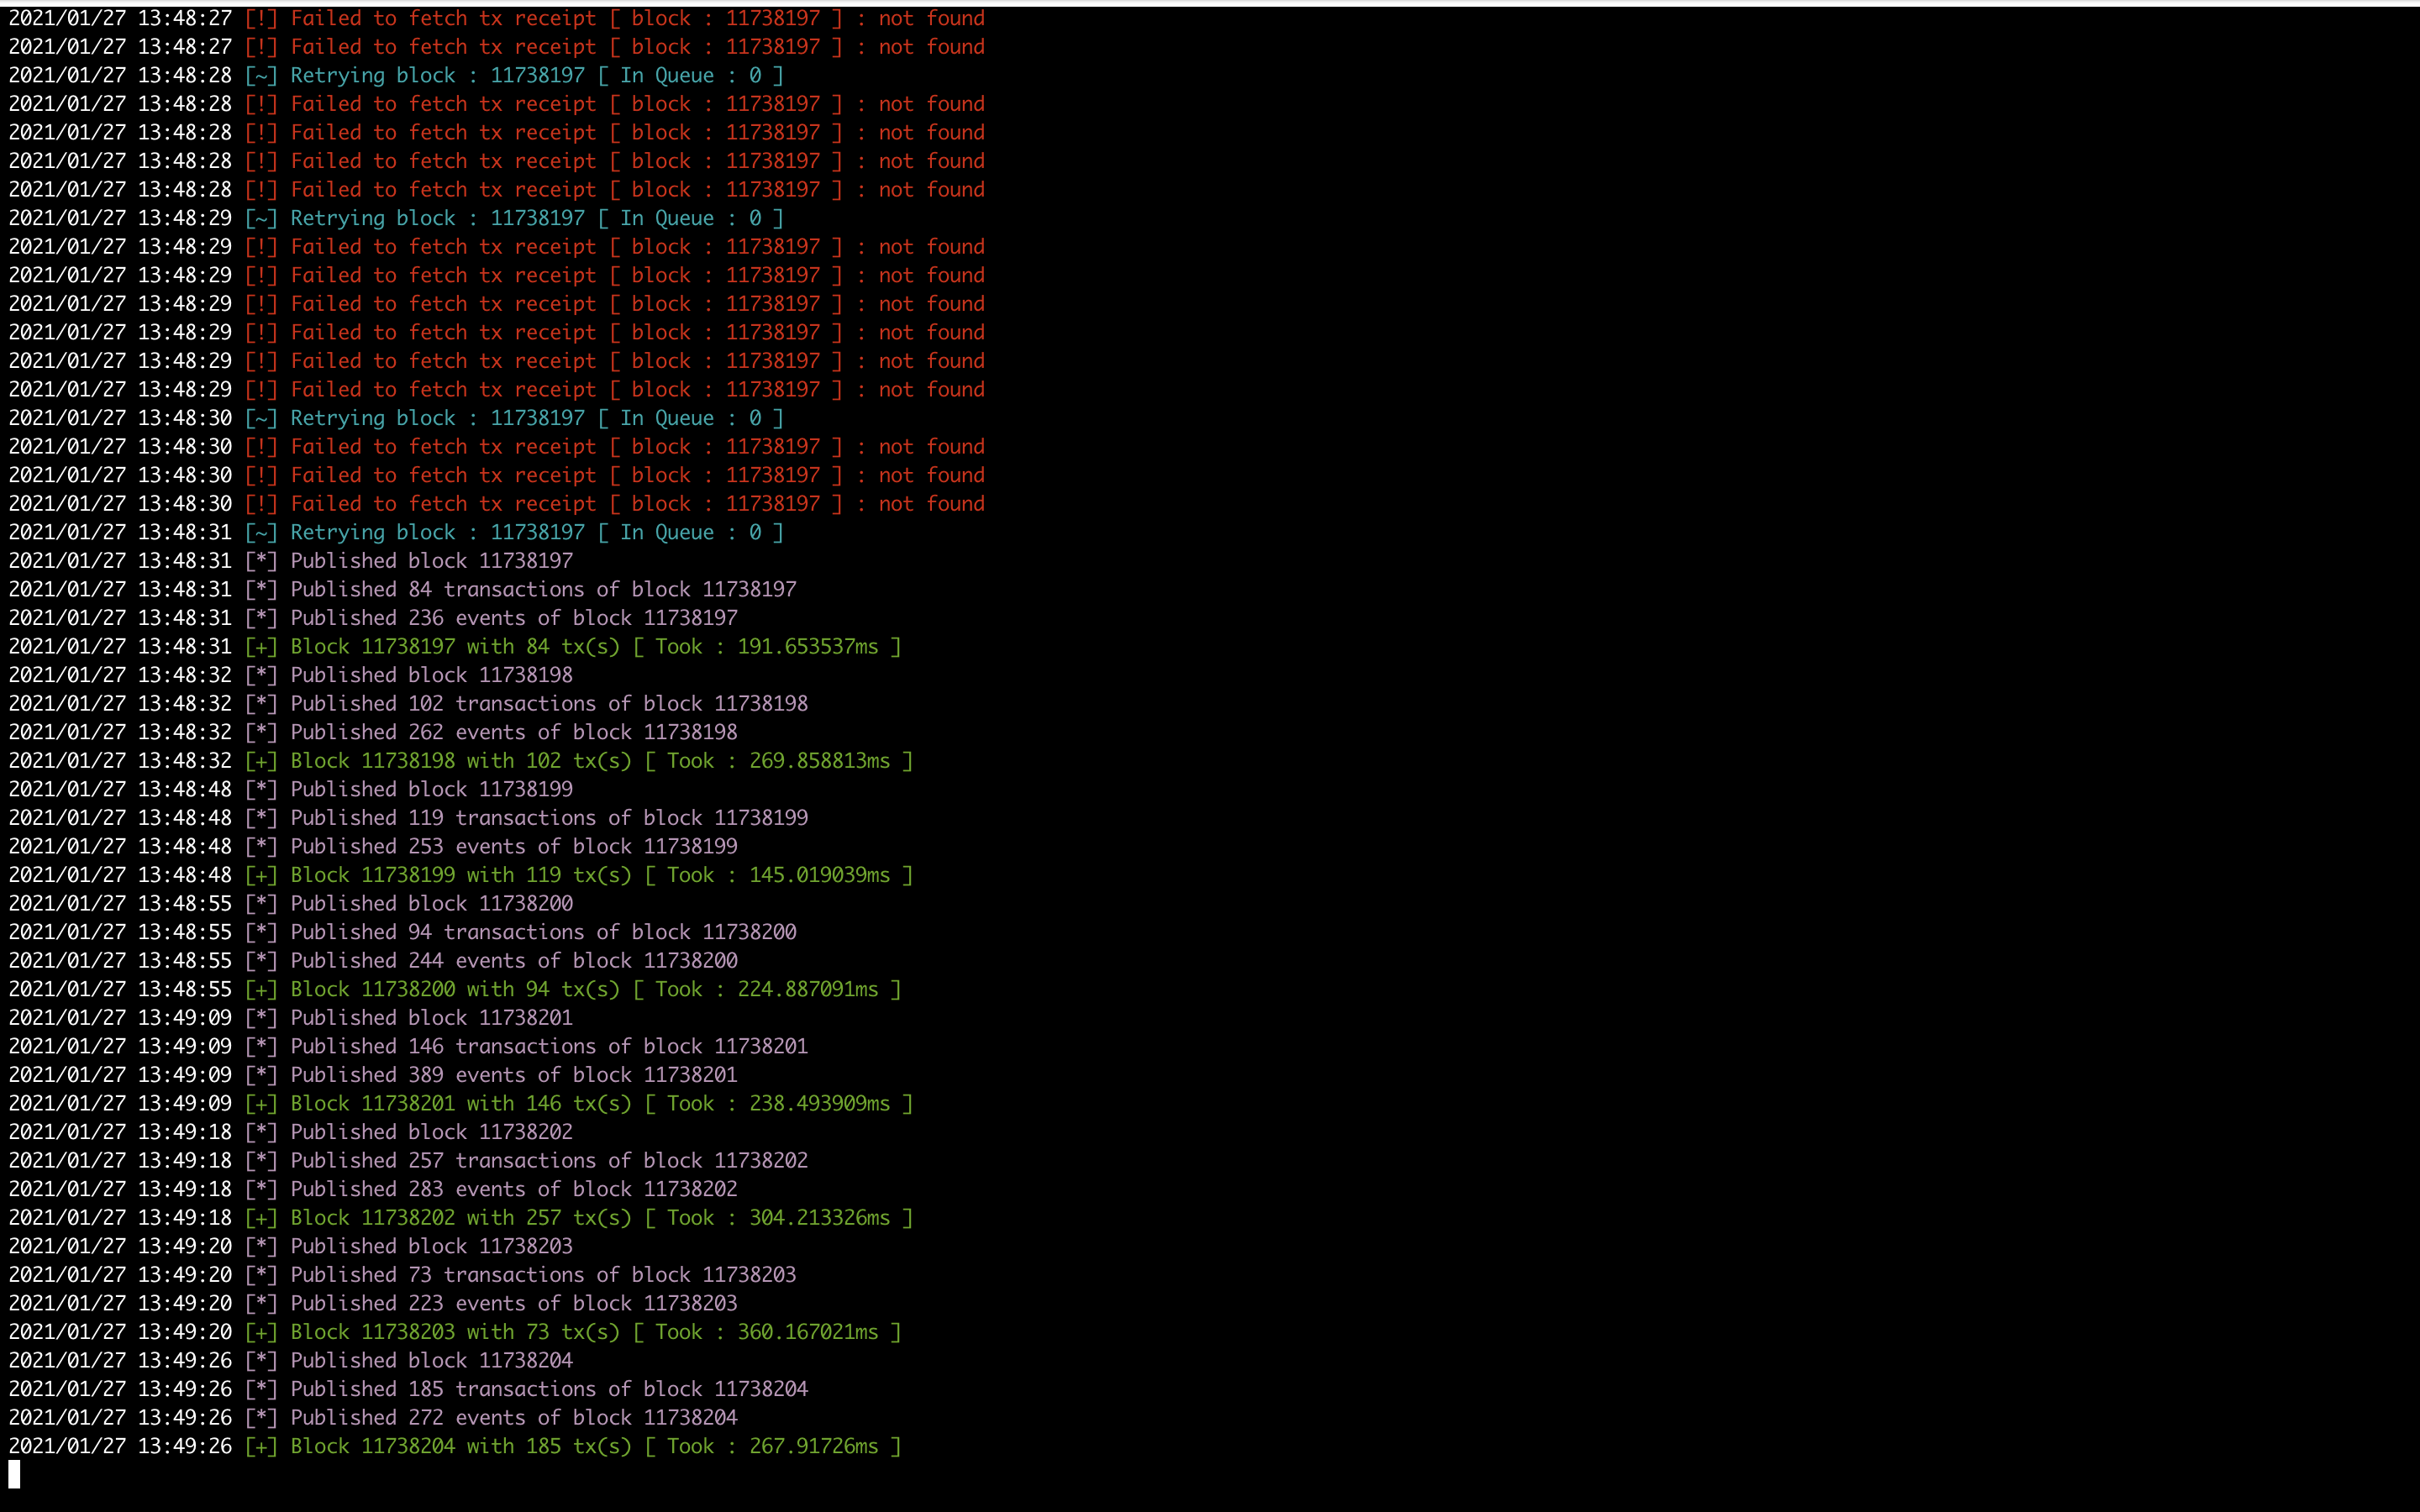 2021/01/27 13:48:27 [!] Failed to fetch tx receipt [ block : 11738197 ] : not found
2021/01/27 13:48:27 [!] Failed to fetch tx receipt [ block : 11738197 ] : not found
2021/01/27 13:48:28 [~] Retrying block : 11738197 [ In Queue : 0 ]
2021/01/27 13:48:28 [!] Failed to fetch tx receipt [ block : 11738197 ] : not found
2021/01/27 13:48:28 [!] Failed to fetch tx receipt [ block : 11738197 ] : not found
2021/01/27 13:48:28 [!] Failed to fetch tx receipt [ block : 11738197 ] : not found
2021/01/27 13:48:28 [!] Failed to fetch tx receipt [ block : 11738197 ] : not found
2021/01/27 13:48:29 [~] Retrying block : 11738197 [ In Queue : 0 ]
2021/01/27 13:48:29 [!] Failed to fetch tx receipt [ block : 11738197 ] : not found
2021/01/27 13:48:29 [!] Failed to fetch tx receipt [ block : 11738197 ] : not found
2021/01/27 13:48:29 [!] Failed to fetch tx receipt [ block : 11738197 ] : not found
2021/01/27 13:48:29 [!] Failed to fetch tx receipt [ block : 11738197 ] : not found
2021/01/27 13:48:29 [!] Failed to fetch tx receipt [ block : 11738197 ] : not found
2021/01/27 13:48:29 [!] Failed to fetch tx receipt [ block : 11738197 ] : not found
2021/01/27 13:48:30 [~] Retrying block : 11738197 [ In Queue : 0 ]
2021/01/27 13:48:30 [!] Failed to fetch tx receipt [ block : 11738197 ] : not found
2021/01/27 13:48:30 [!] Failed to fetch tx receipt [ block : 11738197 ] : not found
2021/01/27 13:48:30 [!] Failed to fetch tx receipt [ block : 11738197 ] : not found
2021/01/27 13:48:31 [~] Retrying block : 11738197 [ In Queue : 0 ]
2021/01/27 13:48:31 [*] Published block 11738197
2021/01/27 13:48:31 [*] Published 84 transactions of block 11738197
2021/01/27 13:48:31 [*] Published 236 events of block 11738197
2021/01/27 13:48:31 [+] Block 11738197 with 84 tx(s) [ Took : 191.653537ms ]
2021/01/27 13:48:32 [*] Published block 11738198
2021/01/27 13:48:32 [*] Published 102 transactions of block 11738198
2021/01/27 13:48:32 [*] Published 262 events of block 11738198
2021/01/27 13:48:32 [+] Block 11738198 with 102 tx(s) [ Took : 269.858813ms ]
2021/01/27 13:48:48 [*] Published block 11738199
2021/01/27 13:48:48 [*] Published 119 transactions of block 11738199
2021/01/27 13:48:48 [*] Published 253 events of block 11738199
2021/01/27 13:48:48 [+] Block 11738199 with 119 tx(s) [ Took : 145.019039ms ]
2021/01/27 13:48:55 [*] Published block 11738200
2021/01/27 13:48:55 [*] Published 94 transactions of block 11738200
2021/01/27 13:48:55 [*] Published 244 events of block 11738200
2021/01/27 13:48:55 [+] Block 11738200 with 94 tx(s) [ Took : 224.887091ms ]
2021/01/27 13:49:09 [*] Published block 11738201
2021/01/27 13:49:09 [*] Published 146 transactions of block 11738201
2021/01/27 13:49:09 [*] Published 389 events of block 11738201
2021/01/27 13:49:09 [+] Block 11738201 with 146 tx(s) [ Took : 238.493909ms ]
2021/01/27 13:49:18 [*] Published block 11738202
2021/01/27 13:49:18 [*] Published 257 transactions of block 11738202
2021/01/27 13:49:18 [*] Published 283 events of block 11738202
2021/01/27 13:49:18 [+] Block 11738202 with 257 tx(s) [ Took : 304.213326ms ]
2021/01/27 13:49:20 [*] Published block 11738203
2021/01/27 13:49:20 [*] Published 73 transactions of block 11738203
2021/01/27 13:49:20 [*] Published 223 events of block 11738203
2021/01/27 13:49:20 [+] Block 11738203 with 73 tx(s) [ Took : 360.167021ms ]
2021/01/27 13:49:26 [*] Published block 11738204
2021/01/27 13:49:26 [*] Published 185 transactions of block 11738204
2021/01/27 13:49:26 [*] Published 272 events of block 11738204
2021/01/27 13:49:26 [+] Block 11738204 with 185 tx(s) [ Took : 267.91726ms ]